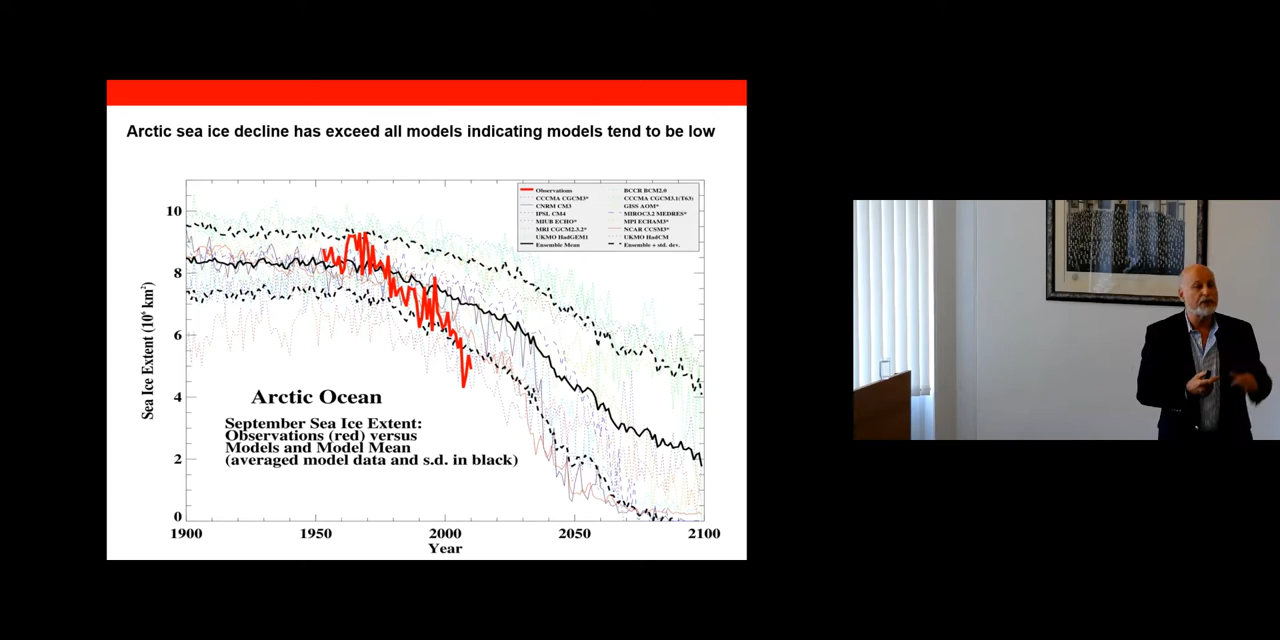 Arctic sea ice decline has exceed all models indicating models tend to be low
Sea Ice Extent (10⁶ km²)
10
8
6
4
2
0
Observations
CCCMA CGCM3*
CNRM CM3
IPSL CM4
MIUB ECHO*
MRI CGCM2.3.2*
UKMO HadGEM1
Ensemble Mean
BCCR BCM2.0
CCCMA CGCM3.1(T63)
GISS AOM*
MIROC3.2 MEDRES*
MPI ECHAM5*
NCAR CCSM3*
UKMO HadCM
Ensemble + std. dev.
Arctic Ocean
September Sea Ice Extent:
Observations (red) versus
Models and Model Mean
(averaged model data and s.d. in black)
1900 1950 2000 2050 2100
Year